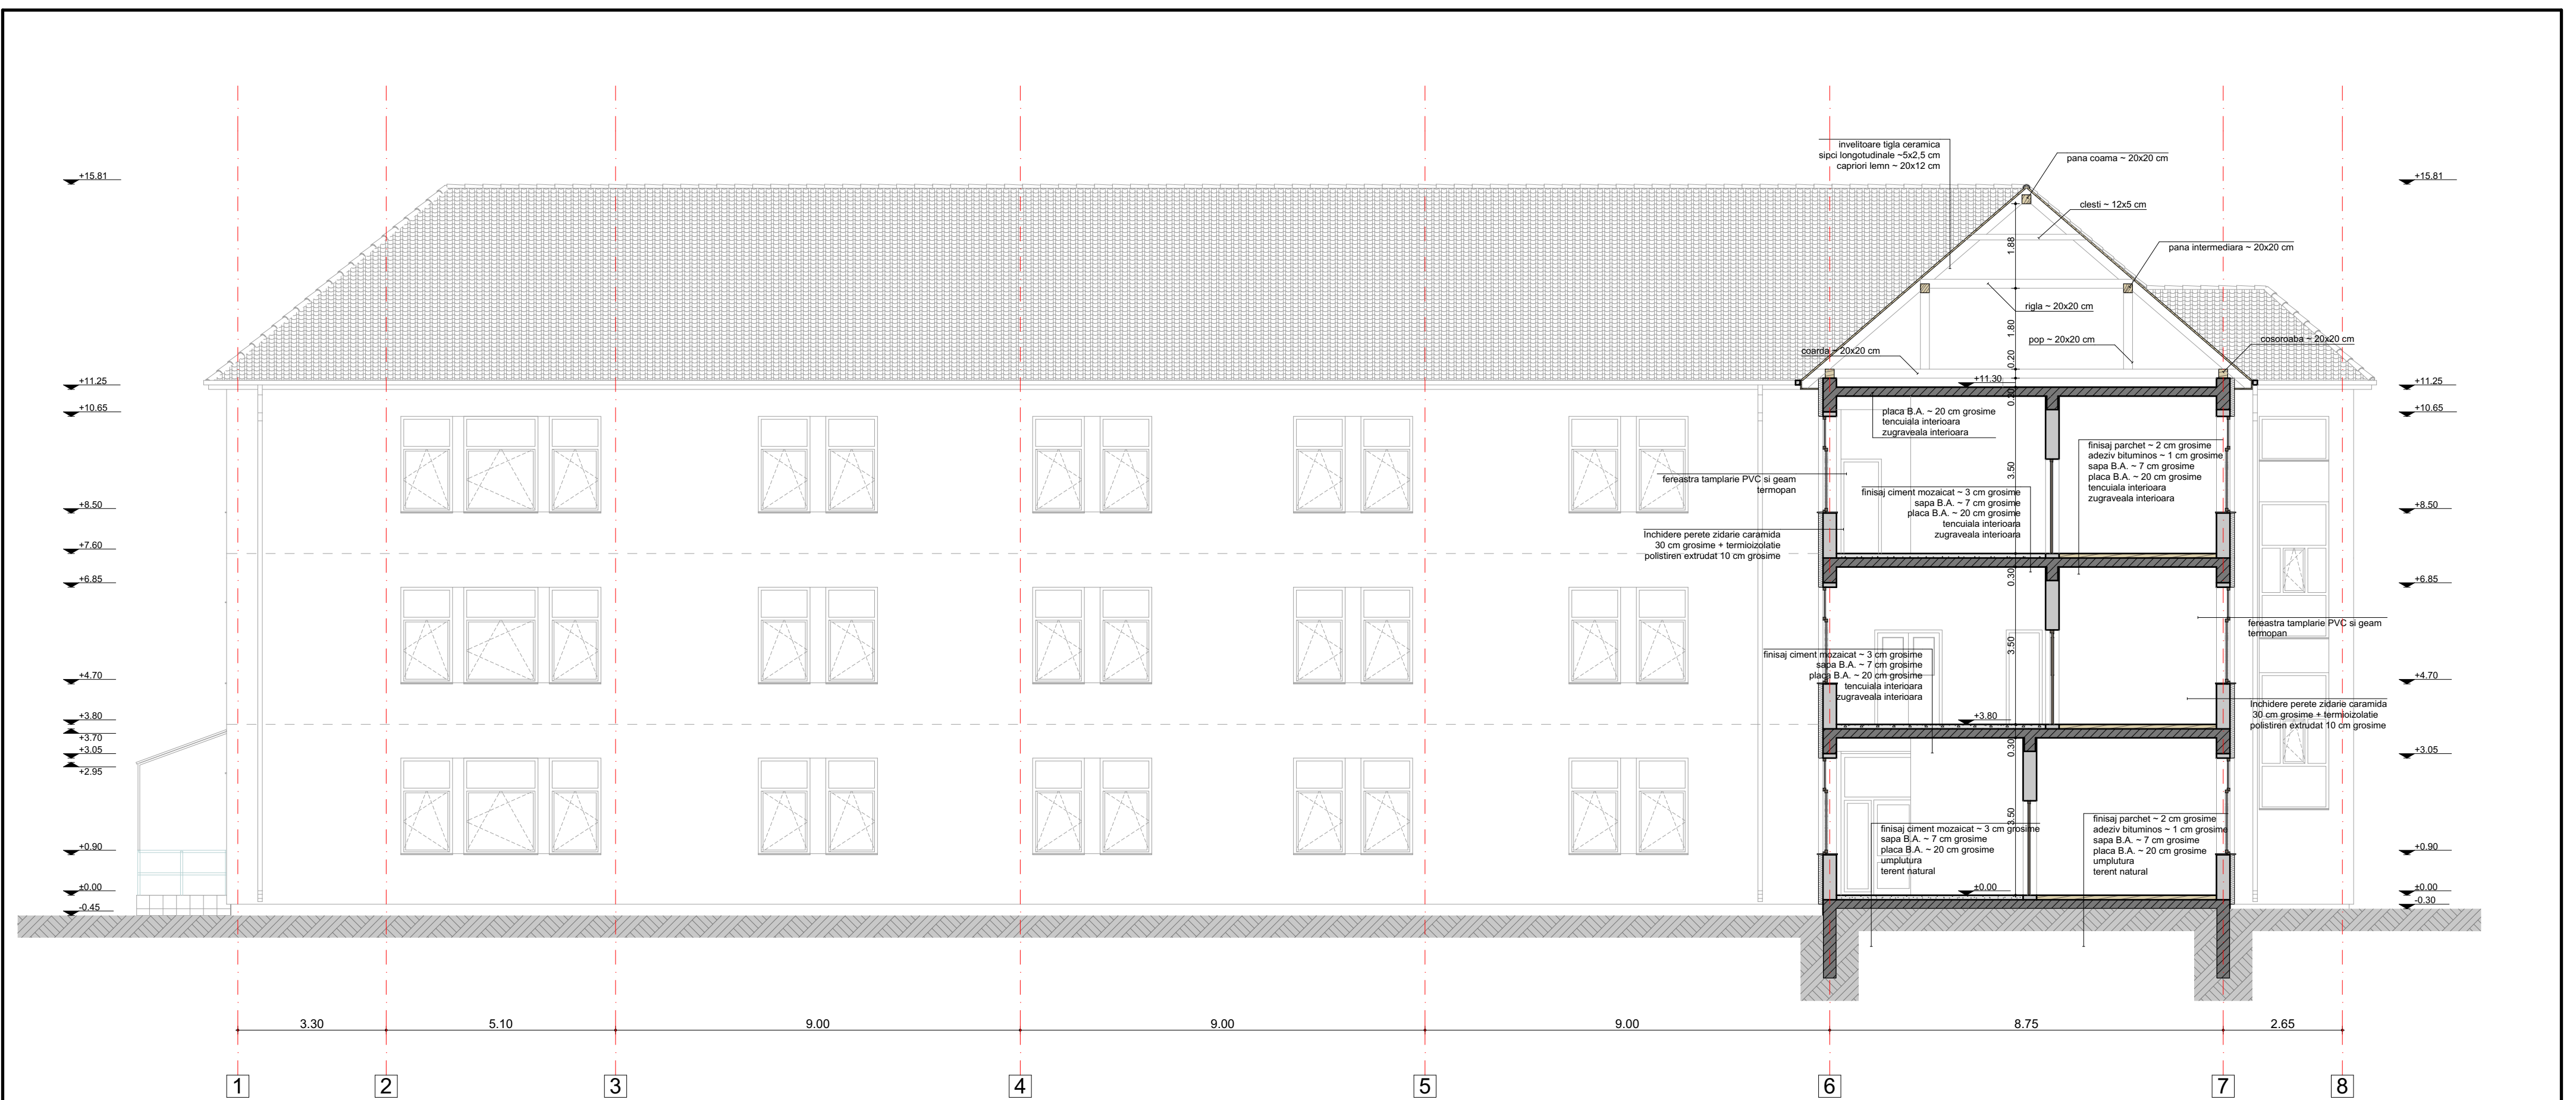 invelitoare tigla ceramica
sipci longotudinale ~5x2,5 cm
capriori lemn ~ 20x12 cm
pana coama ~ 20x20 cm
+15.81
+15.81
clesti ~ 12x5 cm
1.88
pana intermediara ~ 20x20 cm
rigla ~ 20x20 cm
1.80
pop ~ 20x20 cm
cosoroaba ~ 20x20 cm
coarda ~ 20x20 cm
0.20
+11.25
+11.30
+11.25
0.20
+10.65
+10.65
placa B.A. ~ 20 cm grosime
tencuiala interioara
zugraveala interioara
finisaj parchet ~ 2 cm grosime
adeziv bituminos ~ 1 cm grosime
sapa B.A. ~ 7 cm grosime
placa B.A. ~ 20 cm grosime
tencuiala interioara
zugraveala interioara
3.50
fereastra tamplarie PVC si geam
termopan
finisaj ciment mozaicat ~ 3 cm grosime
sapa B.A. ~ 7 cm grosime
placa B.A. ~ 20 cm grosime
tencuiala interioara
zugraveala interioara
+8.50
+8.50
Inchidere perete zidarie caramida
30 cm grosime + termioizolatie
polistiren extrudat 10 cm grosime
+7.60
0.30
+6.85
+6.85
fereastra tamplarie PVC si geam
termopan
3.50
finisaj ciment mozaicat ~ 3 cm grosime
sapa B.A. ~ 7 cm grosime
placa B.A. ~ 20 cm grosime
tencuiala interioara
zugraveala interioara
+4.70
+4.70
Inchidere perete zidarie caramida
30 cm grosime + termioizolatie
polistiren extrudat 10 cm grosime
+3.80
+3.80
+3.70
0.30
+3.05
+3.05
+2.95
3.50
finisaj ciment mozaicat ~ 3 cm grosime
sapa B.A. ~ 7 cm grosime
placa B.A. ~ 20 cm grosime
umplutura
terent natural
finisaj parchet ~ 2 cm grosime
adeziv bituminos ~ 1 cm grosime
sapa B.A. ~ 7 cm grosime
placa B.A. ~ 20 cm grosime
umplutura
terent natural
+0.90
+0.90
±0.00
±0.00
±0.00
-0.45
-0.30
3.30 5.10 9.00 9.00 9.00 8.75 2.65
1 2 3 4 5 6 7 8